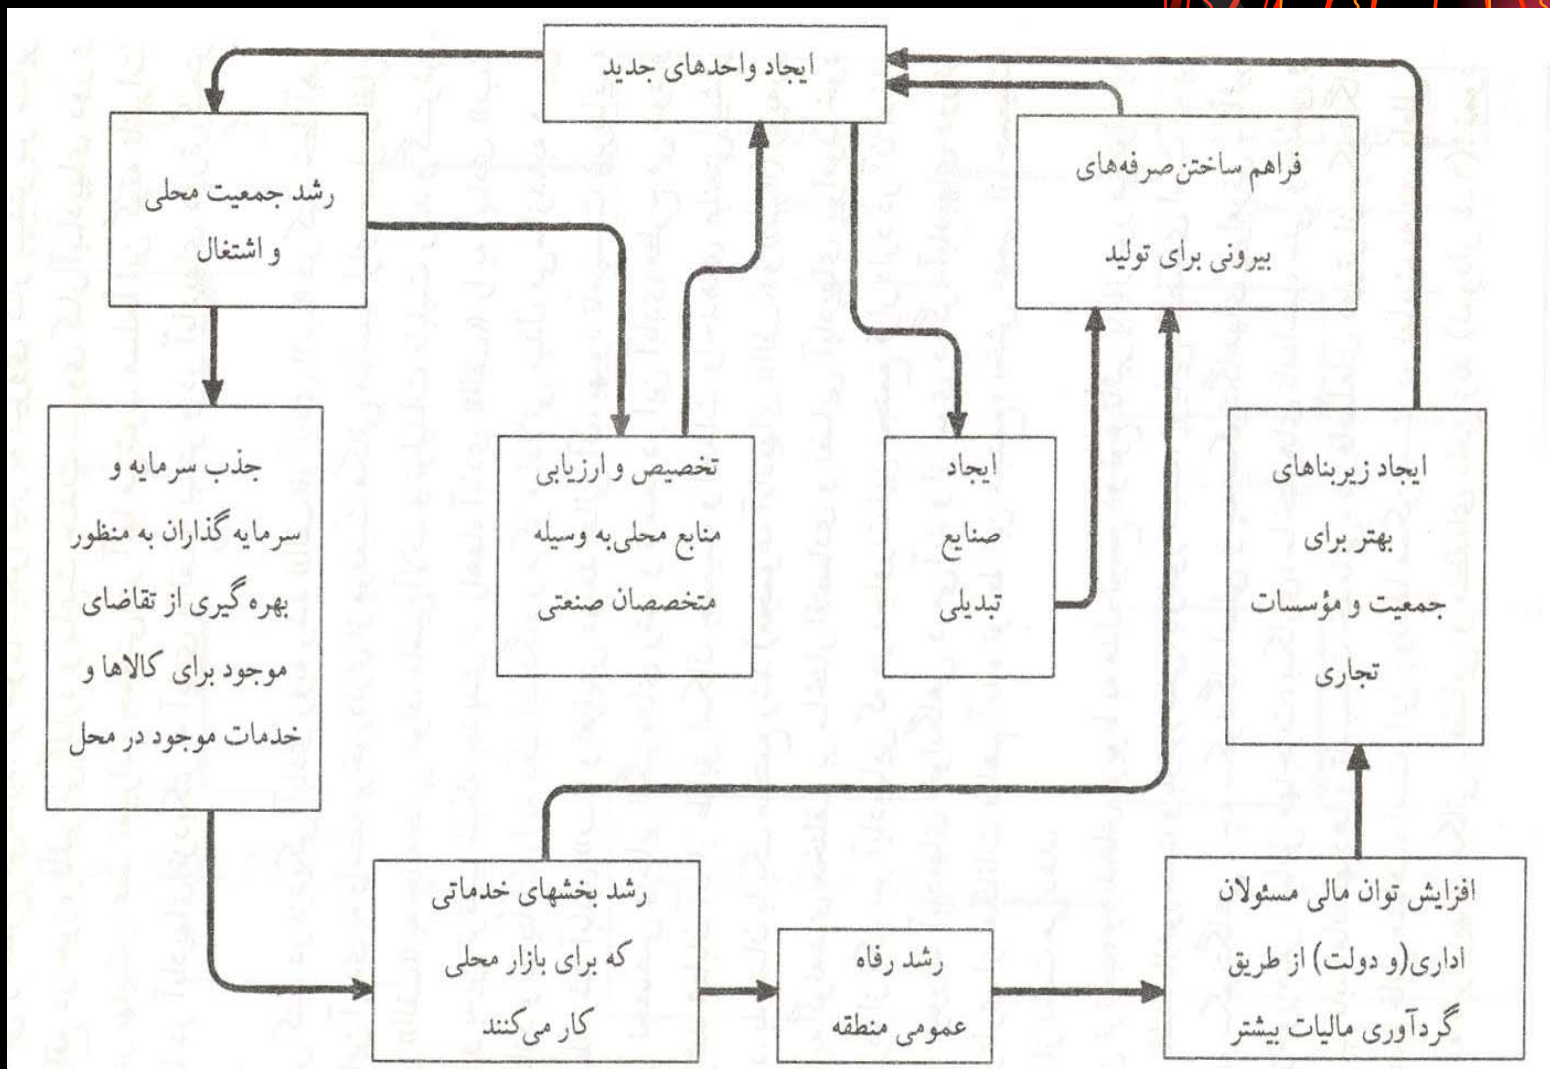 ایجاد واحدهای جدید
فراهم ساختن صرفه‌های
بیرونی برای تولید
رشد جمعیت محلی
و اشتغال
ایجاد زیربناهای
بهتر برای
جمعیت و مؤسسات
تجاری
ایجاد
صنایع
تبدیلی
تخصیص و ارزیابی
منابع محلی به وسیله
متخصصان صنعتی
جذب سرمایه و
سرمایه گذاران به منظور
بهره گیری از تقاضای
موجود برای کالاها و
خدمات موجود در محل
رشد بخشهای خدماتی
که برای بازار محلی
کار می‌کنند
رشد رفاه
عمومی منطقه
افزایش توان مالی مسئولان
اداری (و دولت) از طریق
گردآوری مالیات بیشتر